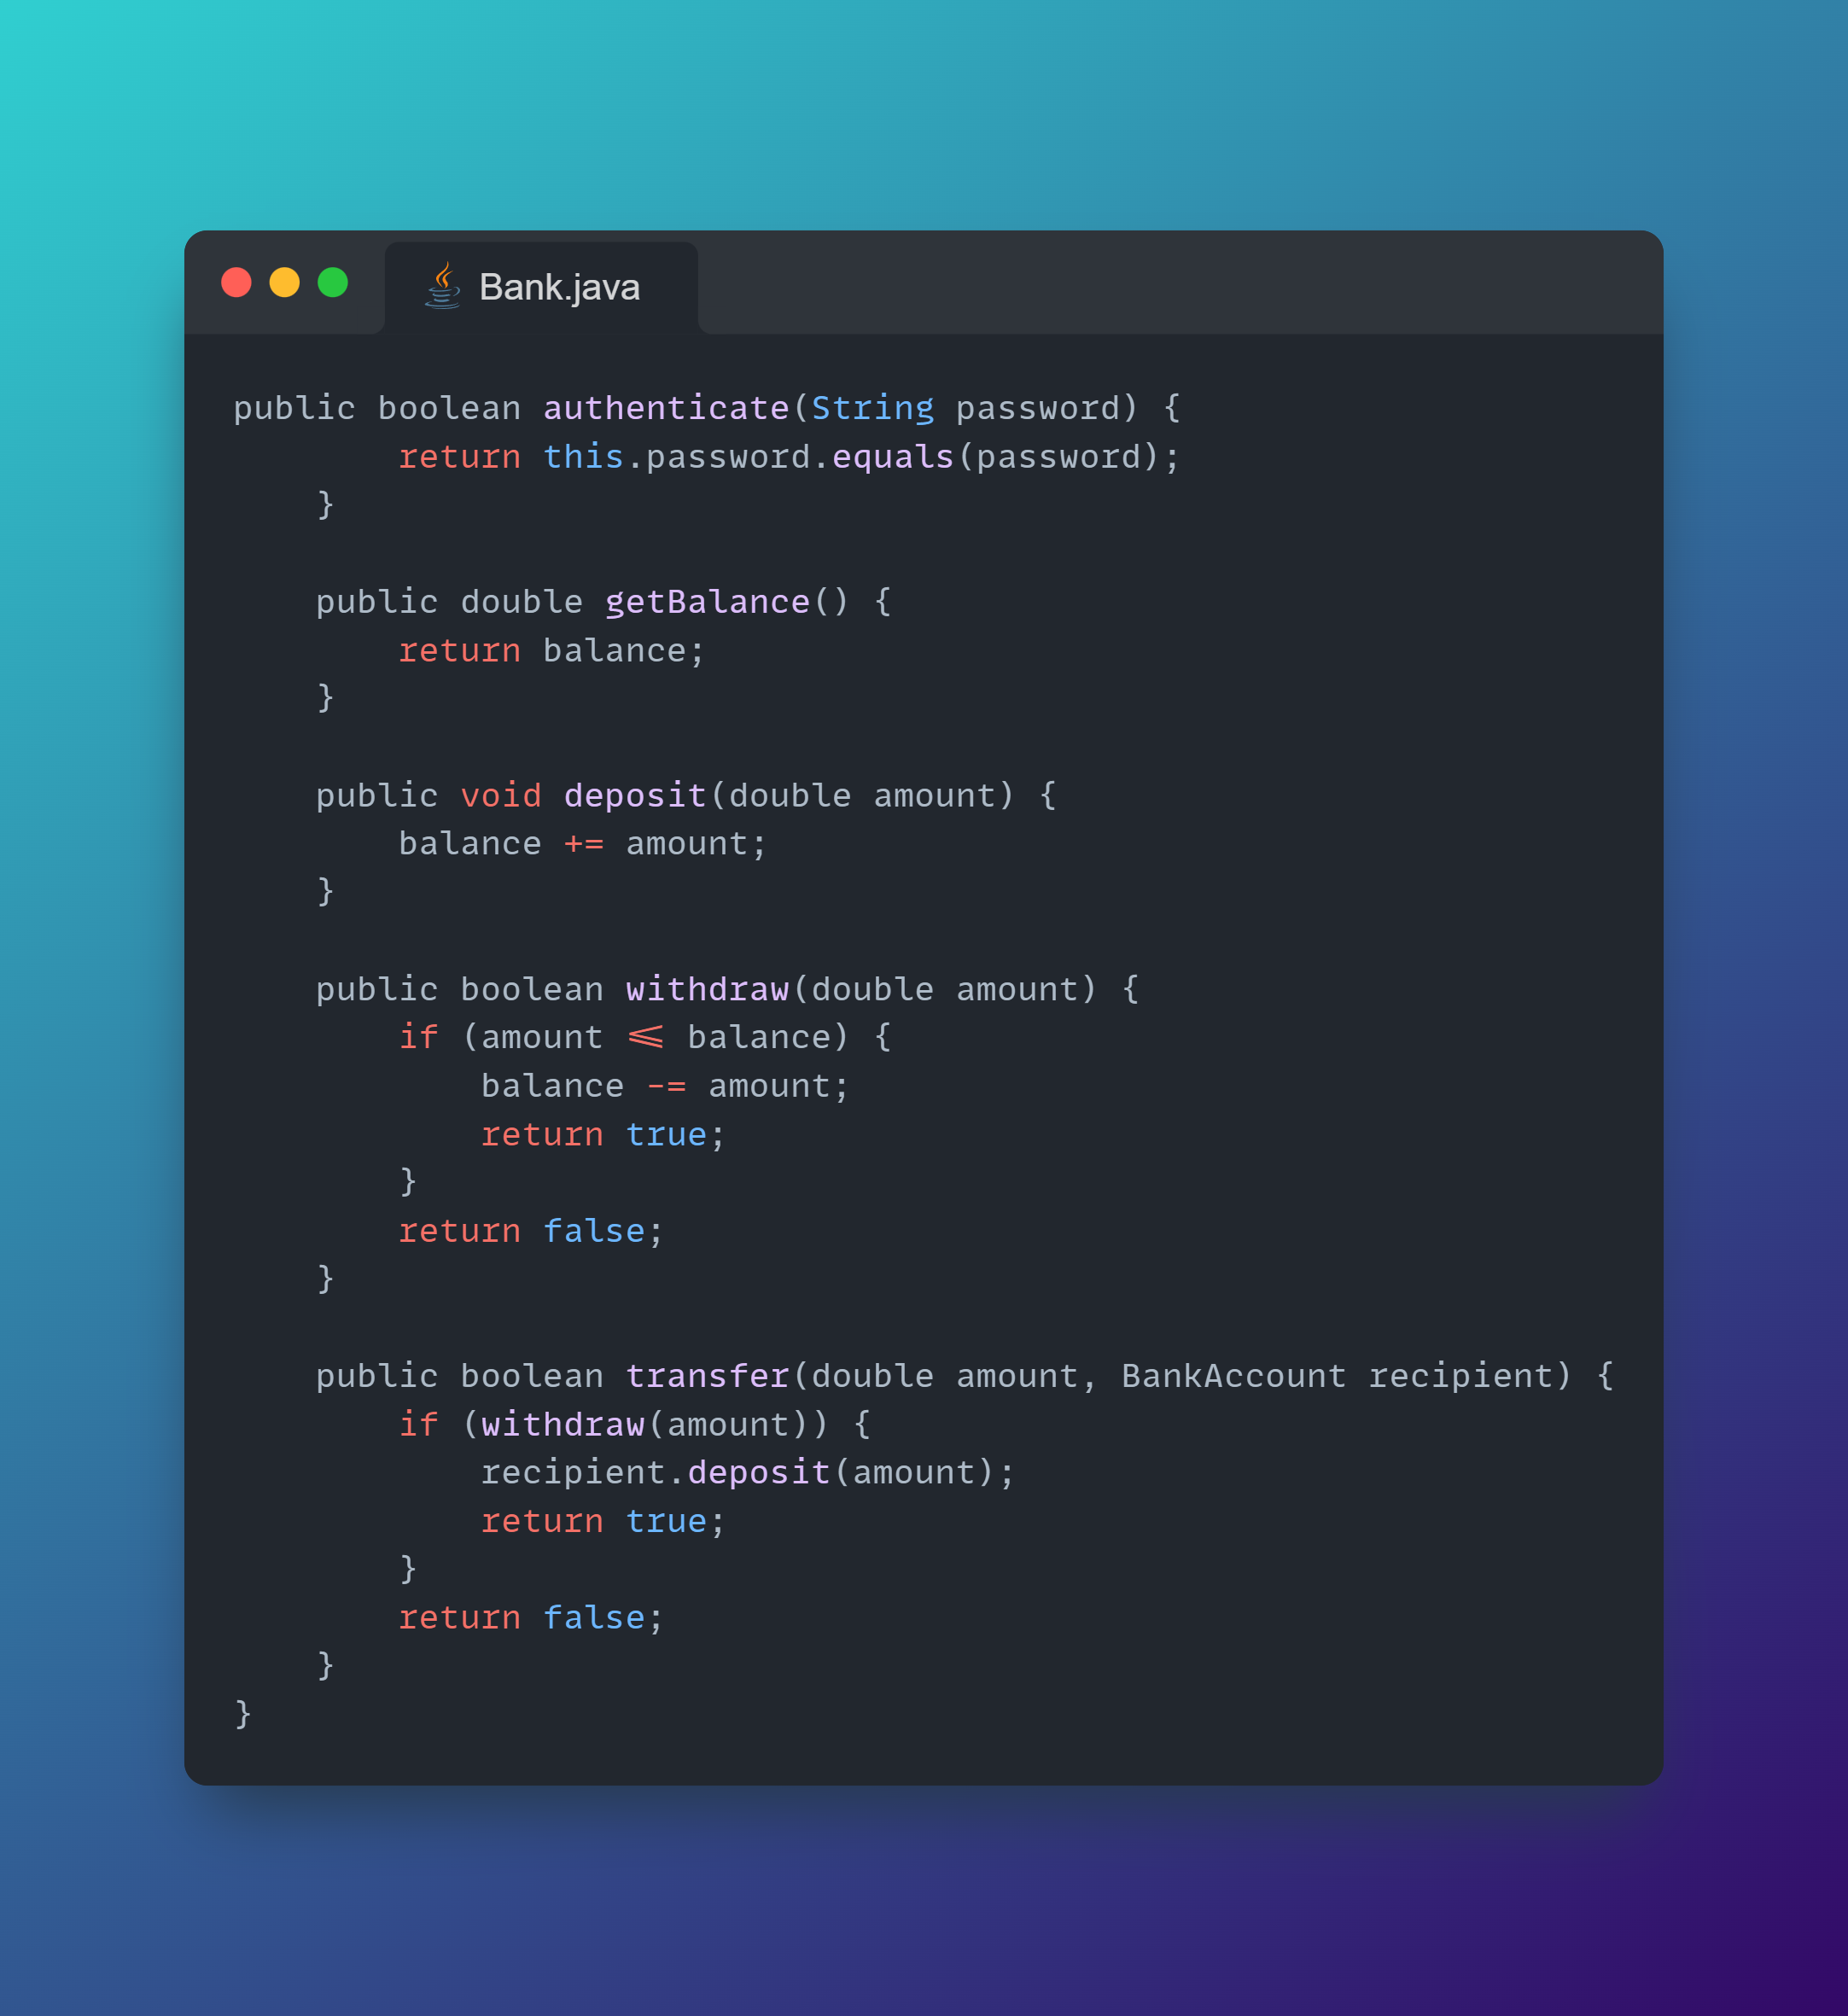 Bank.java
public boolean authenticate(String password) {
        return this.password.equals(password);
    }

    public double getBalance() {
        return balance;
    }

    public void deposit(double amount) {
        balance += amount;
    }

    public boolean withdraw(double amount) {
        if (amount <= balance) {
            balance -= amount;
            return true;
        }
        return false;
    }

    public boolean transfer(double amount, BankAccount recipient) {
        if (withdraw(amount)) {
            recipient.deposit(amount);
            return true;
        }
        return false;
    }
}